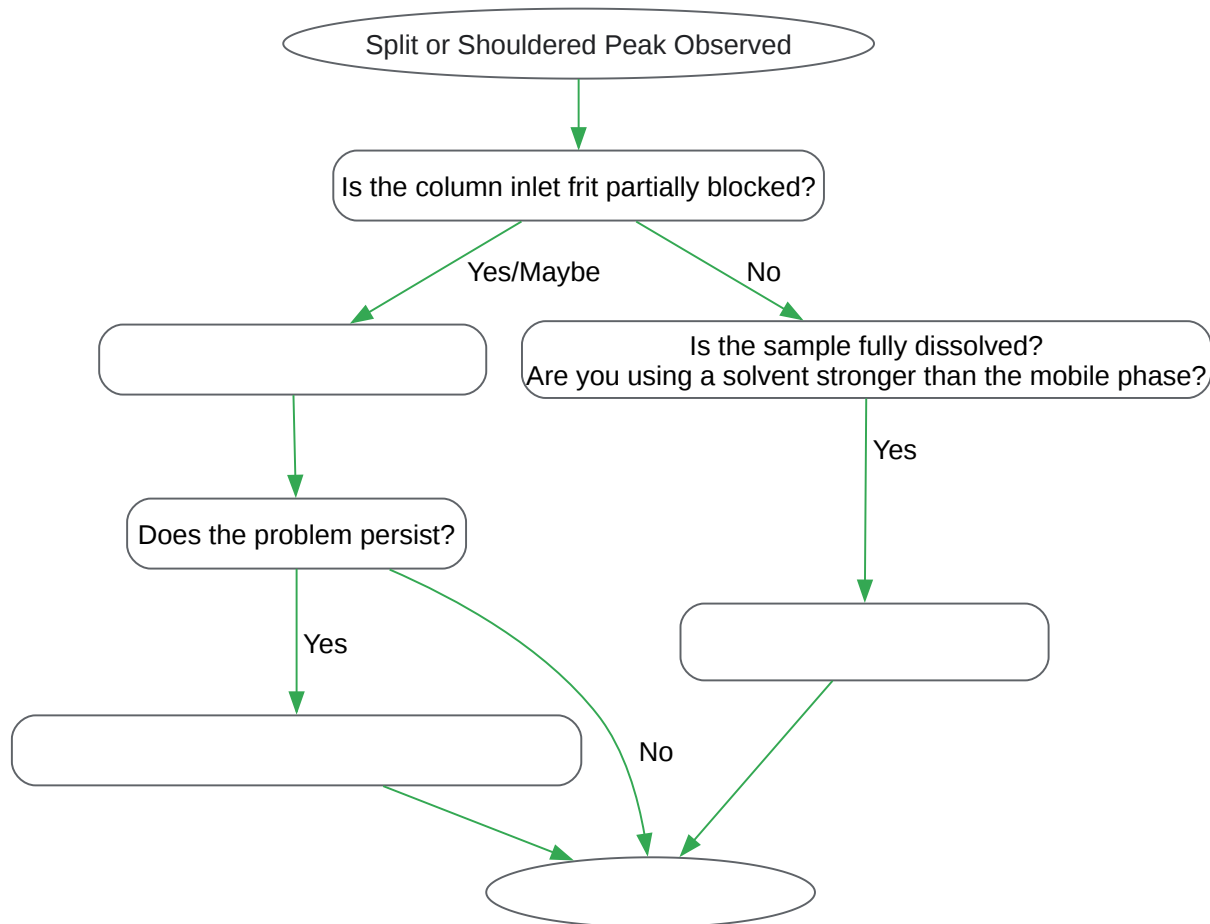 Split or Shouldered Peak Observed
Is the column inlet frit partially blocked?
Yes/Maybe
No
Is the sample fully dissolved?
Are you using a solvent stronger than the mobile phase?
Yes
Does the problem persist?
Yes
No